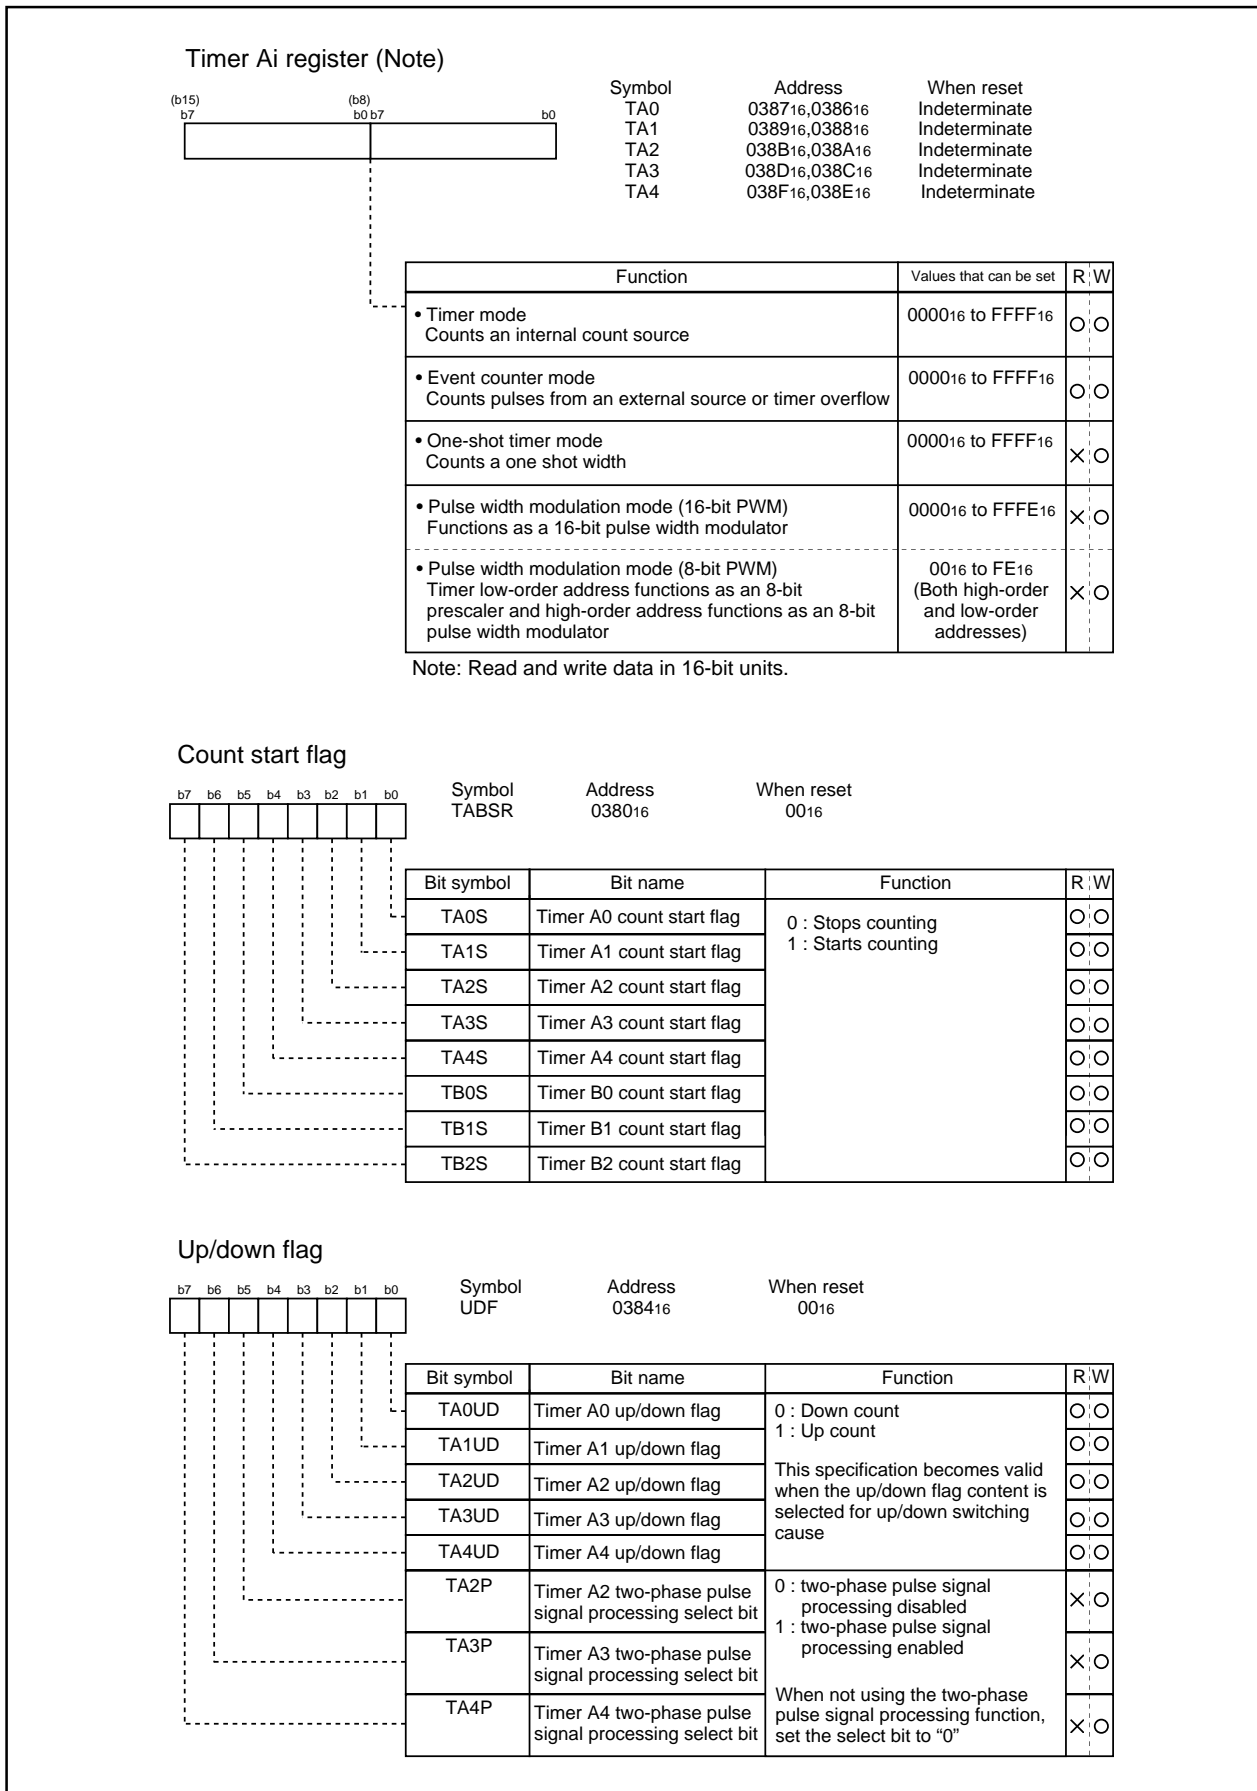 Timer Ai register (Note)
Symbol Address When reset
(b15) (b8)
b7 b0 b7 b0
TA0 038716,038616 Indeterminate
TA1 038916,038816 Indeterminate
TA2 038B16,038A16 Indeterminate
TA3 038D16,038C16 Indeterminate
TA4 038F16,038E16 Indeterminate
Function Values that can be set R W
• Timer mode 000016 to FFFF16
Counts an internal count source
• Event counter mode 000016 to FFFF16
Counts pulses from an external source or timer overflow
• One-shot timer mode 000016 to FFFF16
Counts a one shot width
• Pulse width modulation mode (16-bit PWM) 000016 to FFFE16
Functions as a 16-bit pulse width modulator
• Pulse width modulation mode (8-bit PWM) 0016 to FE16
Timer low-order address functions as an 8-bit (Both high-order
prescaler and high-order address functions as an 8-bit and low-order
pulse width modulator addresses)
Note: Read and write data in 16-bit units.
Count start flag
b7 b6 b5 b4 b3 b2 b1 b0 Symbol Address When reset
TABSR 038016 0016
Bit symbol Bit name Function R W
TA0S Timer A0 count start flag 0 : Stops counting
TA1S Timer A1 count start flag 1 : Starts counting
TA2S Timer A2 count start flag
TA3S Timer A3 count start flag
TA4S Timer A4 count start flag
TB0S Timer B0 count start flag
TB1S Timer B1 count start flag
TB2S Timer B2 count start flag
Up/down flag
b7 b6 b5 b4 b3 b2 b1 b0 Symbol Address When reset
UDF 038416 0016
Bit symbol Bit name Function R W
TA0UD Timer A0 up/down flag 0 : Down count
1 : Up count
TA1UD Timer A1 up/down flag
This specification becomes valid
TA2UD Timer A2 up/down flag when the up/down flag content is
TA3UD Timer A3 up/down flag selected for up/down switching
cause
TA4UD Timer A4 up/down flag
TA2P Timer A2 two-phase pulse 0 : two-phase pulse signal
signal processing select bit processing disabled
1 : two-phase pulse signal
TA3P Timer A3 two-phase pulse processing enabled
signal processing select bit
When not using the two-phase
TA4P Timer A4 two-phase pulse pulse signal processing function,
signal processing select bit set the select bit to “0”